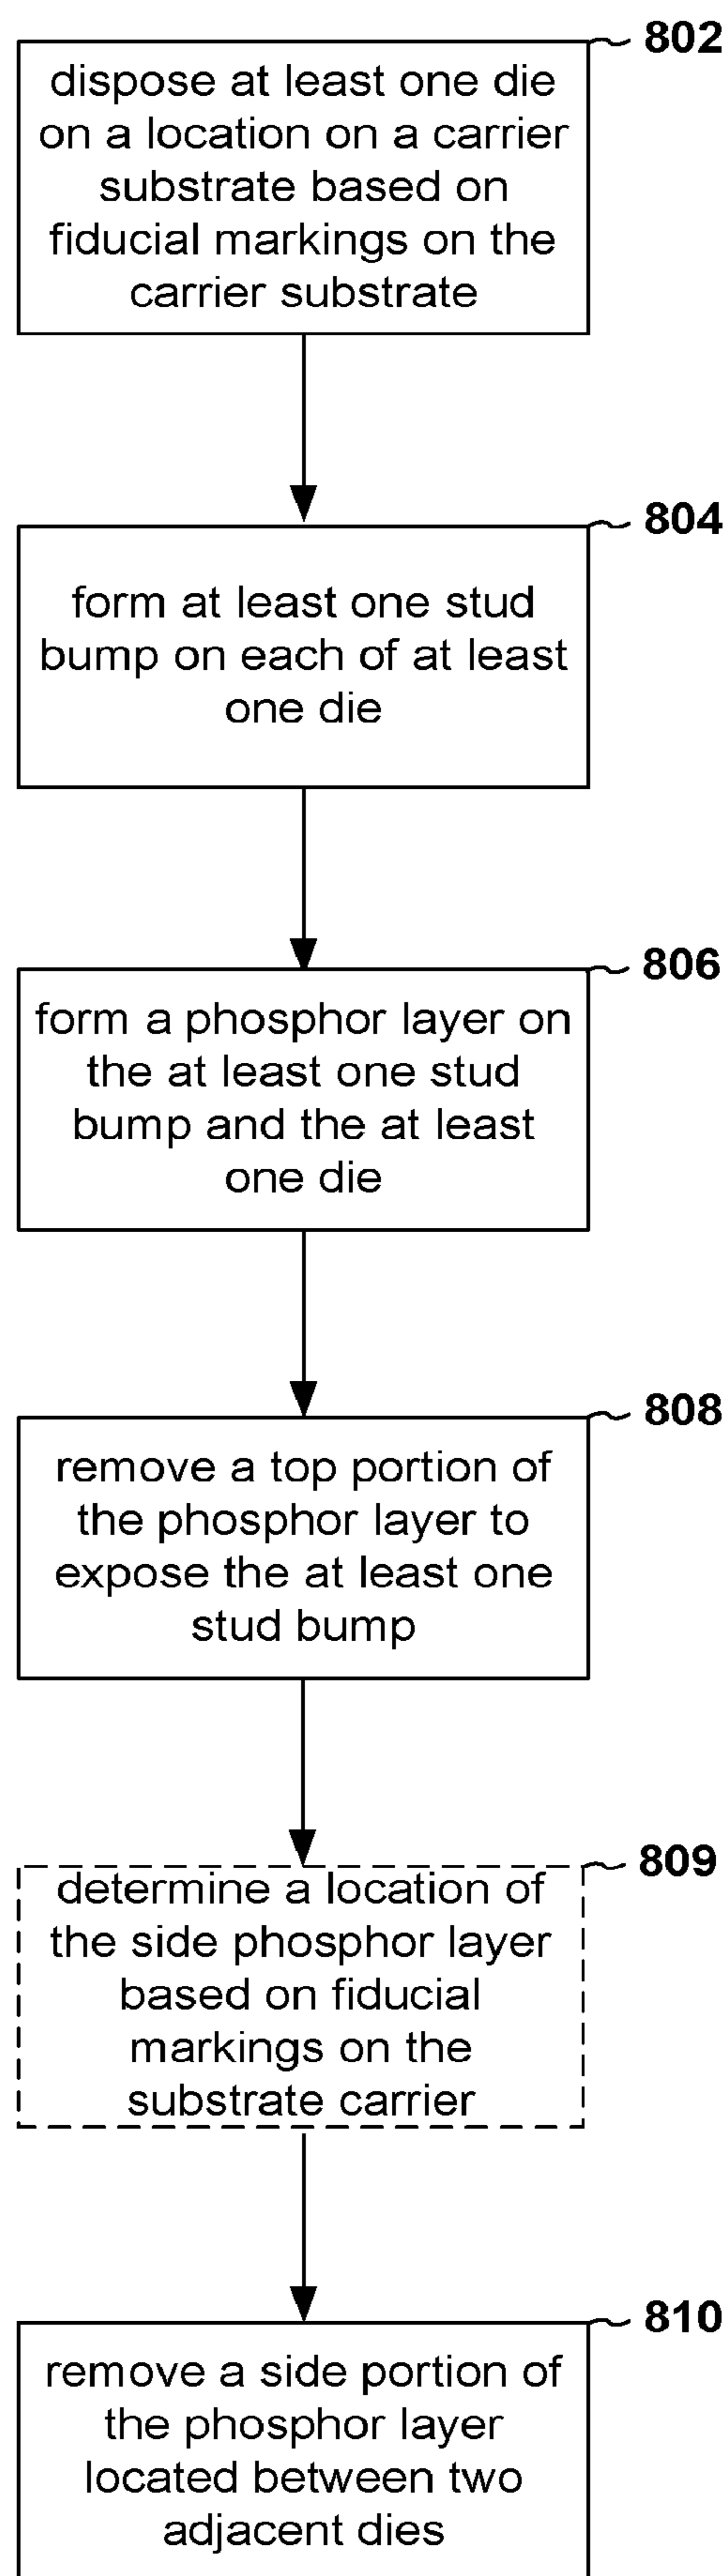 802
dispose at least one die
on a location on a carrier
substrate based on
fiducial markings on the
carrier substrate
804
form at least one stud
bump on each of at least
one die
806
form a phosphor layer on
the at least one stud
bump and the at least
one die
808
remove a top portion of
the phosphor layer to
expose the at least one
stud bump
809
determine a location of
the side phosphor layer
based on fiducial
markings on the
substrate carrier
810
remove a side portion of
the phosphor layer
located between two
adjacent dies